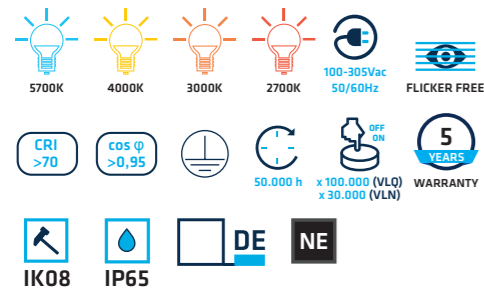 5700K
4000K
3000K
2700K
100-305Vac
50/60Hz
FLICKER FREE
CRI
>70
cos φ
>0,95
50.000 h
OFF
ON
x 100.000 (VLQ)
x 30.000 (VLN)
5
YEARS
WARRANTY
IK08
IP65
DE
NE